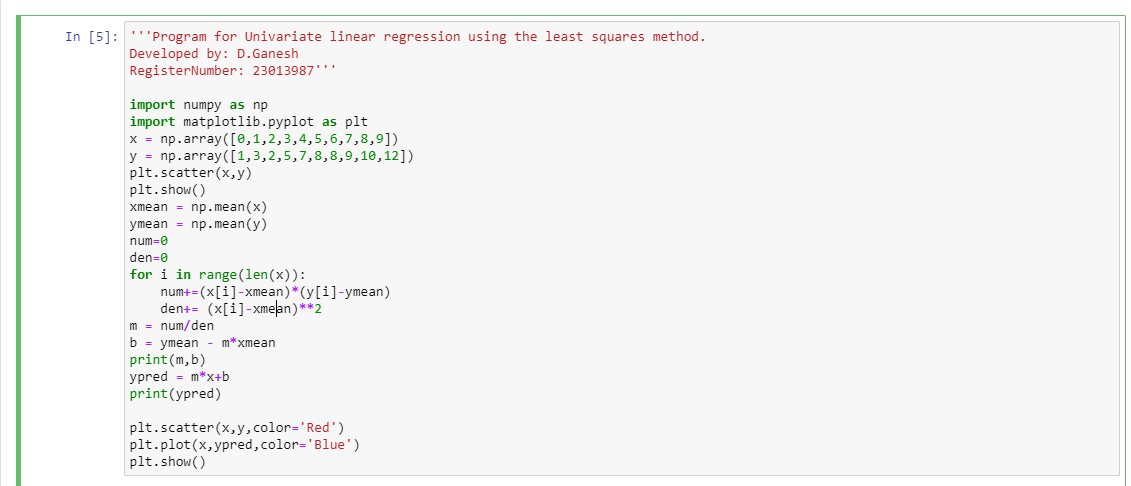 In [5]: '''Program for Univariate linear regression using the least squares method.
Developed by: D.Ganesh
RegisterNumber: 23013987'''

import numpy as np
import matplotlib.pyplot as plt
x = np.array([0,1,2,3,4,5,6,7,8,9])
y = np.array([1,3,2,5,7,8,8,9,10,12])
plt.scatter(x,y)
plt.show()
xmean = np.mean(x)
ymean = np.mean(y)
num=0
den=0
for i in range(len(x)):
    num+=(x[i]-xmean)*(y[i]-ymean)
    den+= (x[i]-xmean)**2
m = num/den
b = ymean - m*xmean
print(m,b)
ypred = m*x+b
print(ypred)

plt.scatter(x,y,color='Red')
plt.plot(x,ypred,color='Blue')
plt.show()